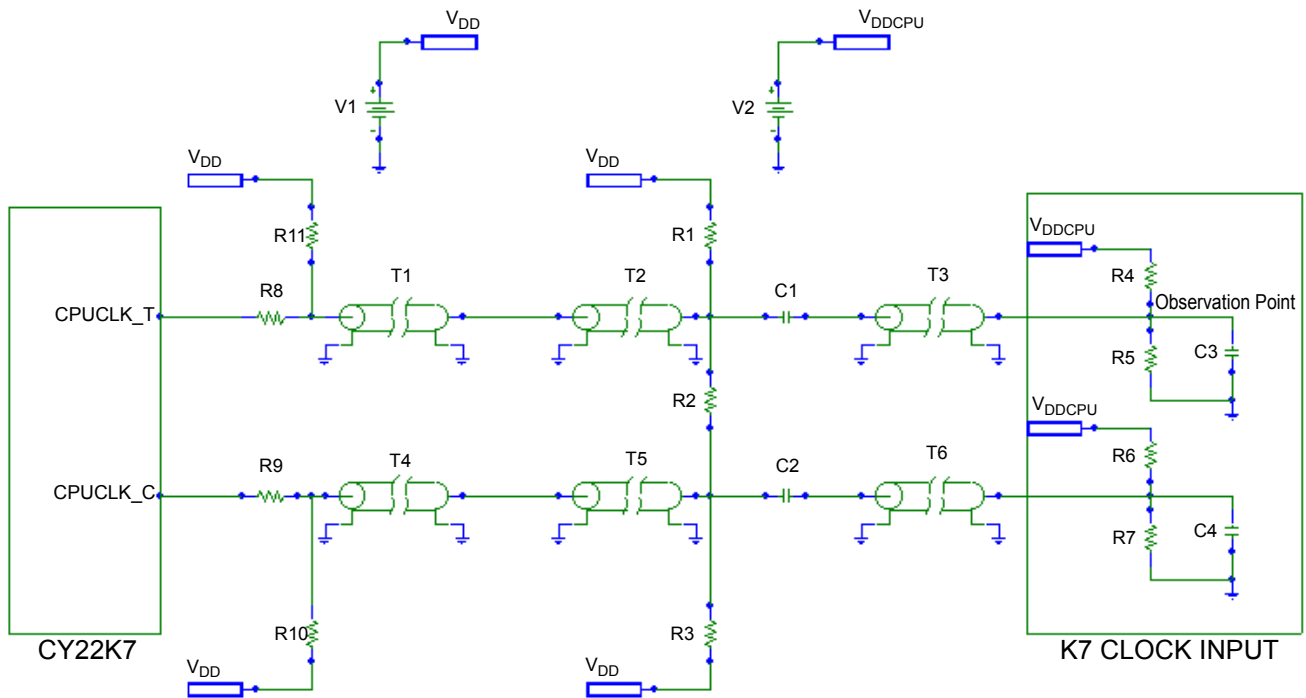 VDD
VDDCPU
V1
V2
VDD
VDD
R11
R1
VDDCPU
R4
T1
T2
C1
T3
R8
CPUCLK_T
Observation Point
R5
C3
R2
VDDCPU
T4
T5
C2
T6
R6
R9
CPUCLK_C
R7
C4
R10
R3
CY22K7
K7 CLOCK INPUT
VDD
VDD